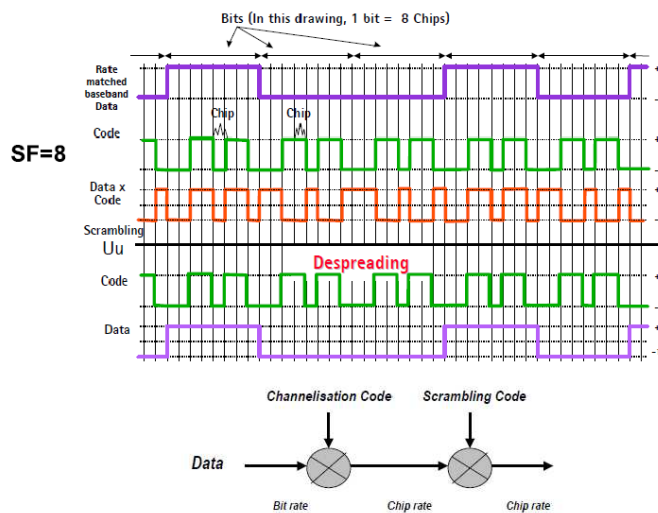 Bits (In this drawing, 1 bit = 8 Chips)
Rate
matched
baseband
Data
+
-
Chip
Chip
Code
+
-
SF=8
Data x
Code
+
-
Scrambling
Uu
Despreading
Code
+
-
Data
+
-
Channelisation Code
Scrambling Code
Data
Bit rate
Chip rate
Chip rate